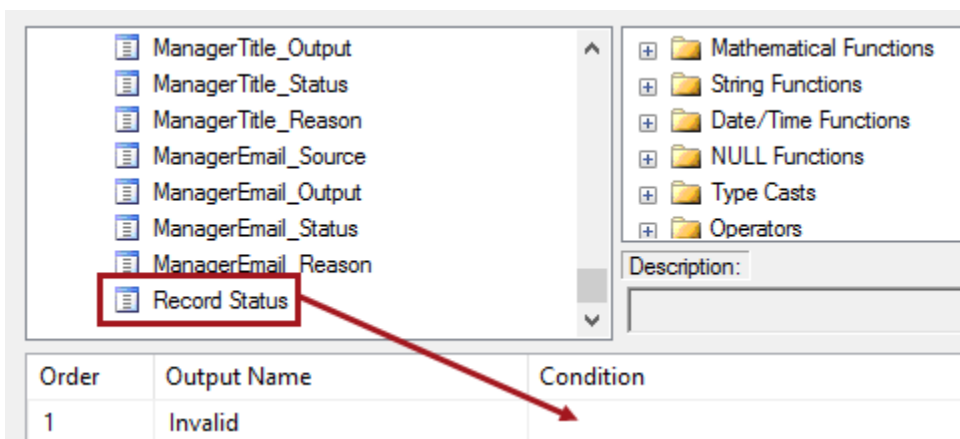 ManagerTitle_Output
ManagerTitle_Status
ManagerTitle_Reason
ManagerEmail_Source
ManagerEmail_Output
ManagerEmail_Status
ManagerEmail_Reason
Record Status
Mathematical Functions
String Functions
Date/Time Functions
NULL Functions
Type Casts
Operators
Description:
Order Output Name Condition
1 Invalid